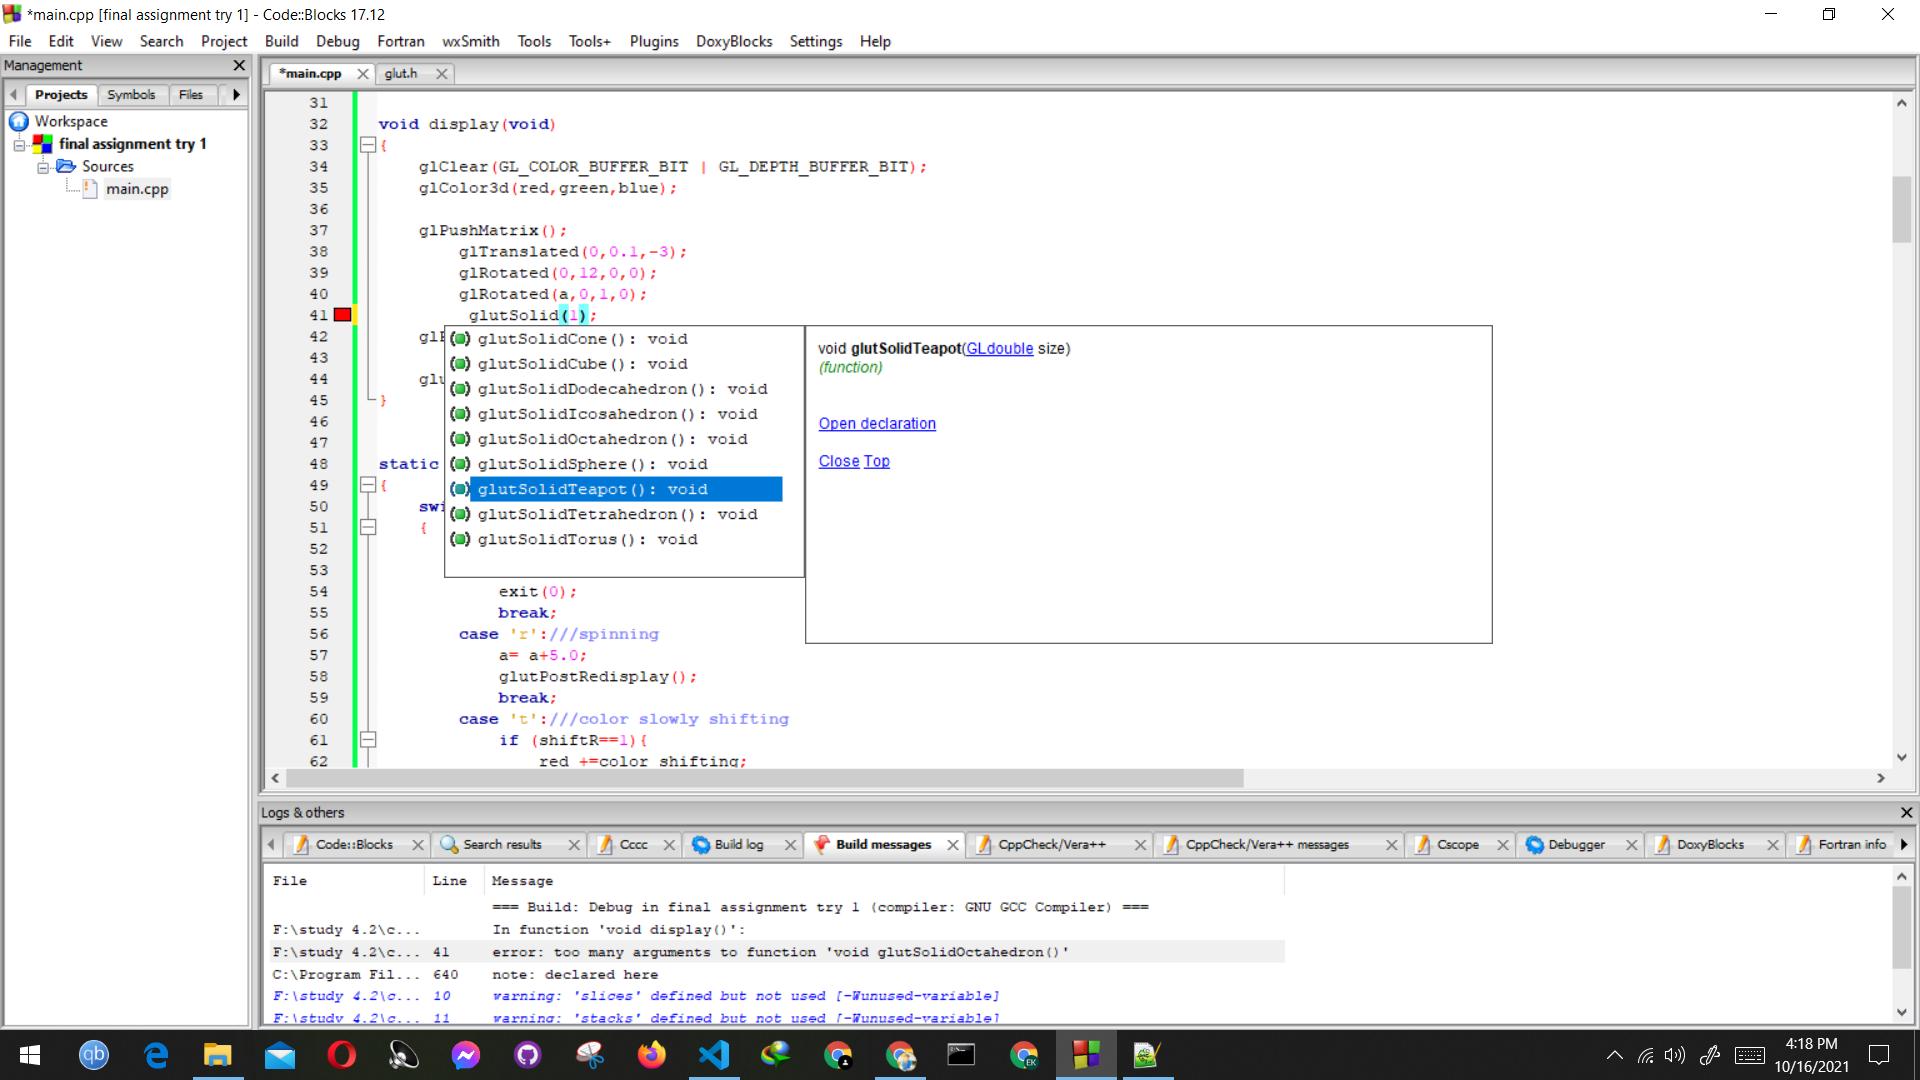 *main.cpp [final assignment try 1] - Code::Blocks 17.12
File Edit View Search Project Build Debug Fortran wxSmith Tools Tools+ Plugins DoxyBlocks Settings Help
Management
Projects Symbols Files
Workspace
final assignment try 1
Sources
main.cpp
*main.cpp glut.h
31
32 void display(void)
33 {
34 glClear(GL_COLOR_BUFFER_BIT | GL_DEPTH_BUFFER_BIT);
35 glColor3d(red,green,blue);
36
37 glPushMatrix();
38 glTranslated(0,0.1,-3);
39 glRotated(0,12,0,0);
40 glRotated(a,0,1,0);
41 glutSolid(1);
42
43
44 glu
45 }
46
47
48 static
49 {
50 swi
51 {
52
53
54 exit(0);
55 break;
56 case 'r':///spinning
57 a= a+5.0;
58 glutPostRedisplay();
59 break;
60 case 't':///color slowly shifting
61 if (shiftR==1){
62 red +=color_shifting;
glutSolidCone(): void
glutSolidCube(): void
glutSolidDodecahedron(): void
glutSolidIcosahedron(): void
glutSolidOctahedron(): void
glutSolidSphere(): void
glutSolidTeapot(): void
glutSolidTetrahedron(): void
glutSolidTorus(): void
void glutSolidTeapot(GLdouble size)
(function)
Open declaration
Close Top
Logs & others
Code::Blocks Search results Cccc Build log Build messages CppCheck/Vera++ CppCheck/Vera++ messages Cscope Debugger DoxyBlocks Fortran info
File Line Message
=== Build: Debug in final assignment try 1 (compiler: GNU GCC Compiler) ===
F:\study 4.2\c... In function 'void display()':
F:\study 4.2\c... 41 error: too many arguments to function 'void glutSolidOctahedron()'
C:\Program Fil... 640 note: declared here
F:\study 4.2\c... 10 warning: 'slices' defined but not used [-Wunused-variable]
F:\study 4.2\c... 11 warning: 'stacks' defined but not used [-Wunused-variable]
qb
EK
4:18 PM
10/16/2021